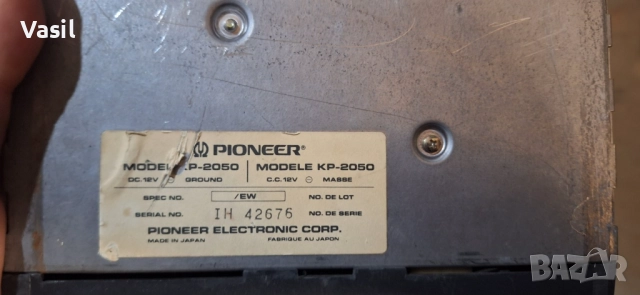 Vasil
PIONEER®
MODEL KP-2050 MODELE KP-2050
DC. 12V ⊖ GROUND C.C. 12V ⊖ MASSE
SPEC NO. /EW NO. DE LOT
SERIAL NO. IH 42676 NO. DE SERIE
PIONEER ELECTRONIC CORP.
MADE IN JAPAN FABRIQUE AU JAPON
BAZAR